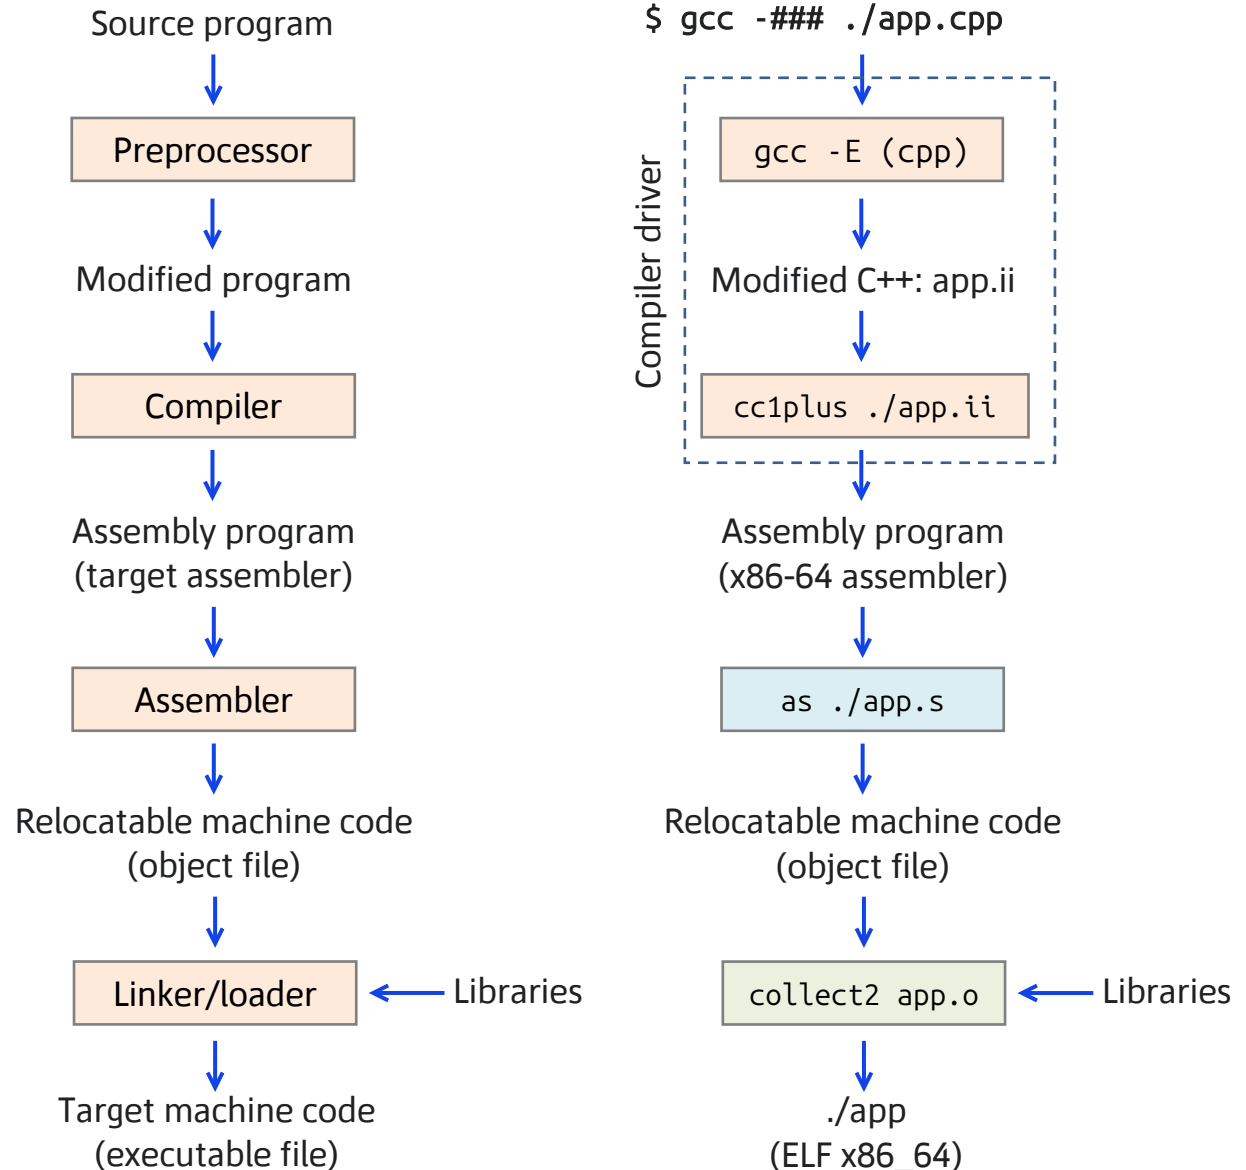 Source program
Preprocessor
Modified program
Compiler
Assembly program
(target assembler)
Assembler
Relocatable machine code
(object file)
Linker/loader
Libraries
Target machine code
(executable file)
$ gcc -### ./app.cpp
Compiler driver
gcc -E (cpp)
Modified C++: app.ii
cc1plus ./app.ii
Assembly program
(x86-64 assembler)
as ./app.s
Relocatable machine code
(object file)
collect2 app.o
Libraries
./app
(ELF x86_64)